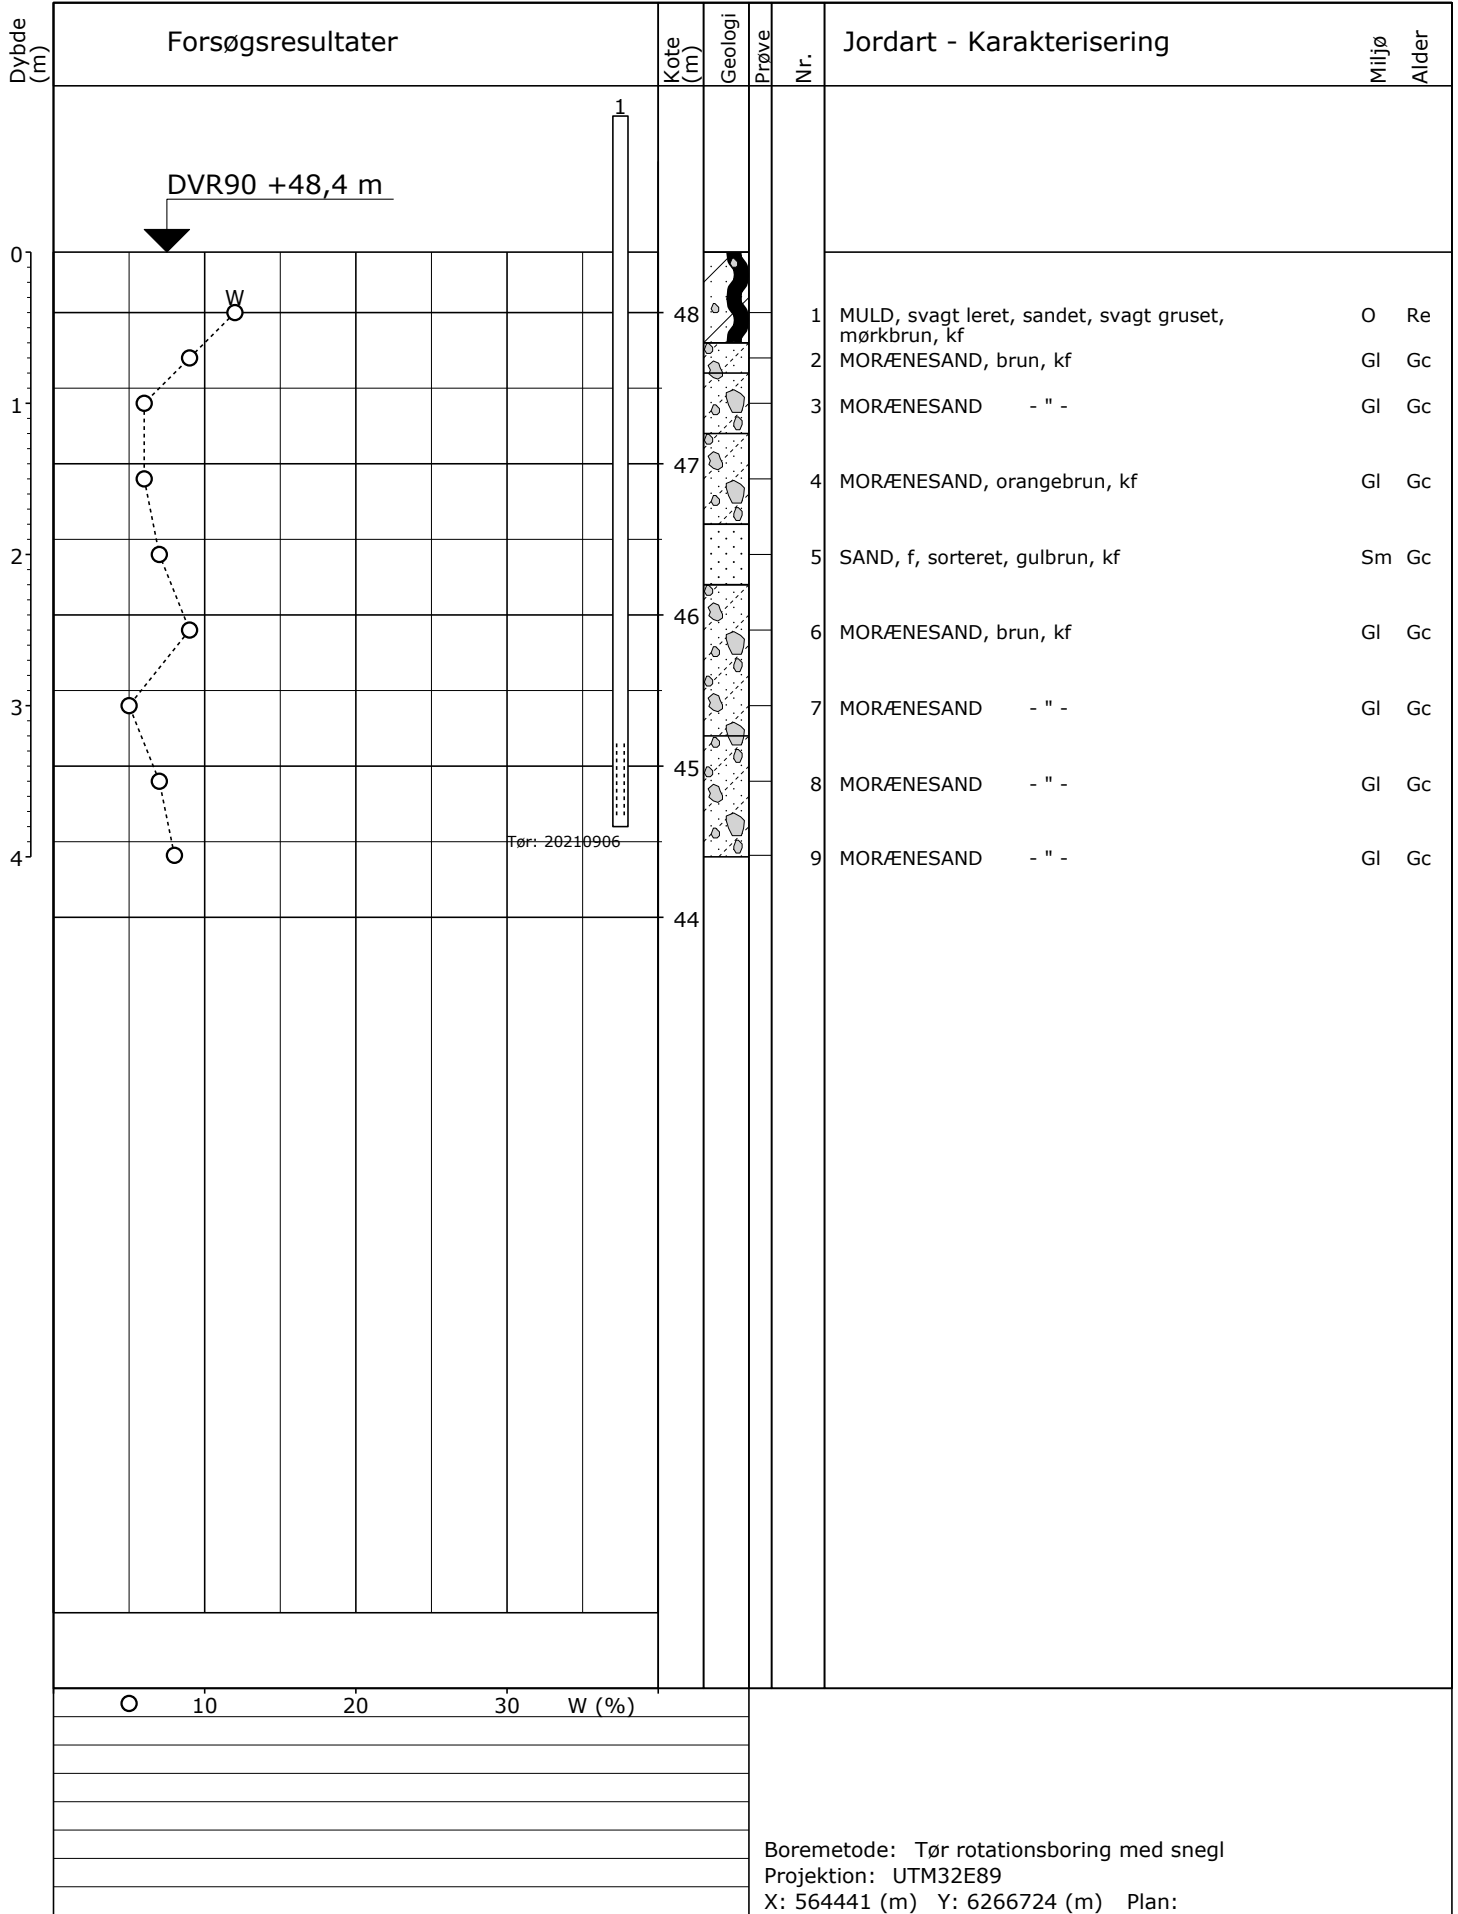 Dybde (m)
Forsøgsresultater
Kote (m)
Geologi
Prøve
Nr.
Jordart - Karakterisering
Miljø
Alder
1
DVR90 +48,4 m
0
W
48
1 MULD, svagt leret, sandet, svagt gruset, O Re
mørkbrun, kf
2 MORÆNESAND, brun, kf Gl Gc
1
3 MORÆNESAND - " - Gl Gc
47
4 MORÆNESAND, orangebrun, kf Gl Gc
2
5 SAND, f, sorteret, gulbrun, kf Sm Gc
46
6 MORÆNESAND, brun, kf Gl Gc
3
7 MORÆNESAND - " - Gl Gc
45
8 MORÆNESAND - " - Gl Gc
Tør: 20210906
4
9 MORÆNESAND - " - Gl Gc
44
10 20 30 W (%)
Boremetode: Tør rotationsboring med snegl
Projektion: UTM32E89
X: 564441 (m) Y: 6266724 (m) Plan: